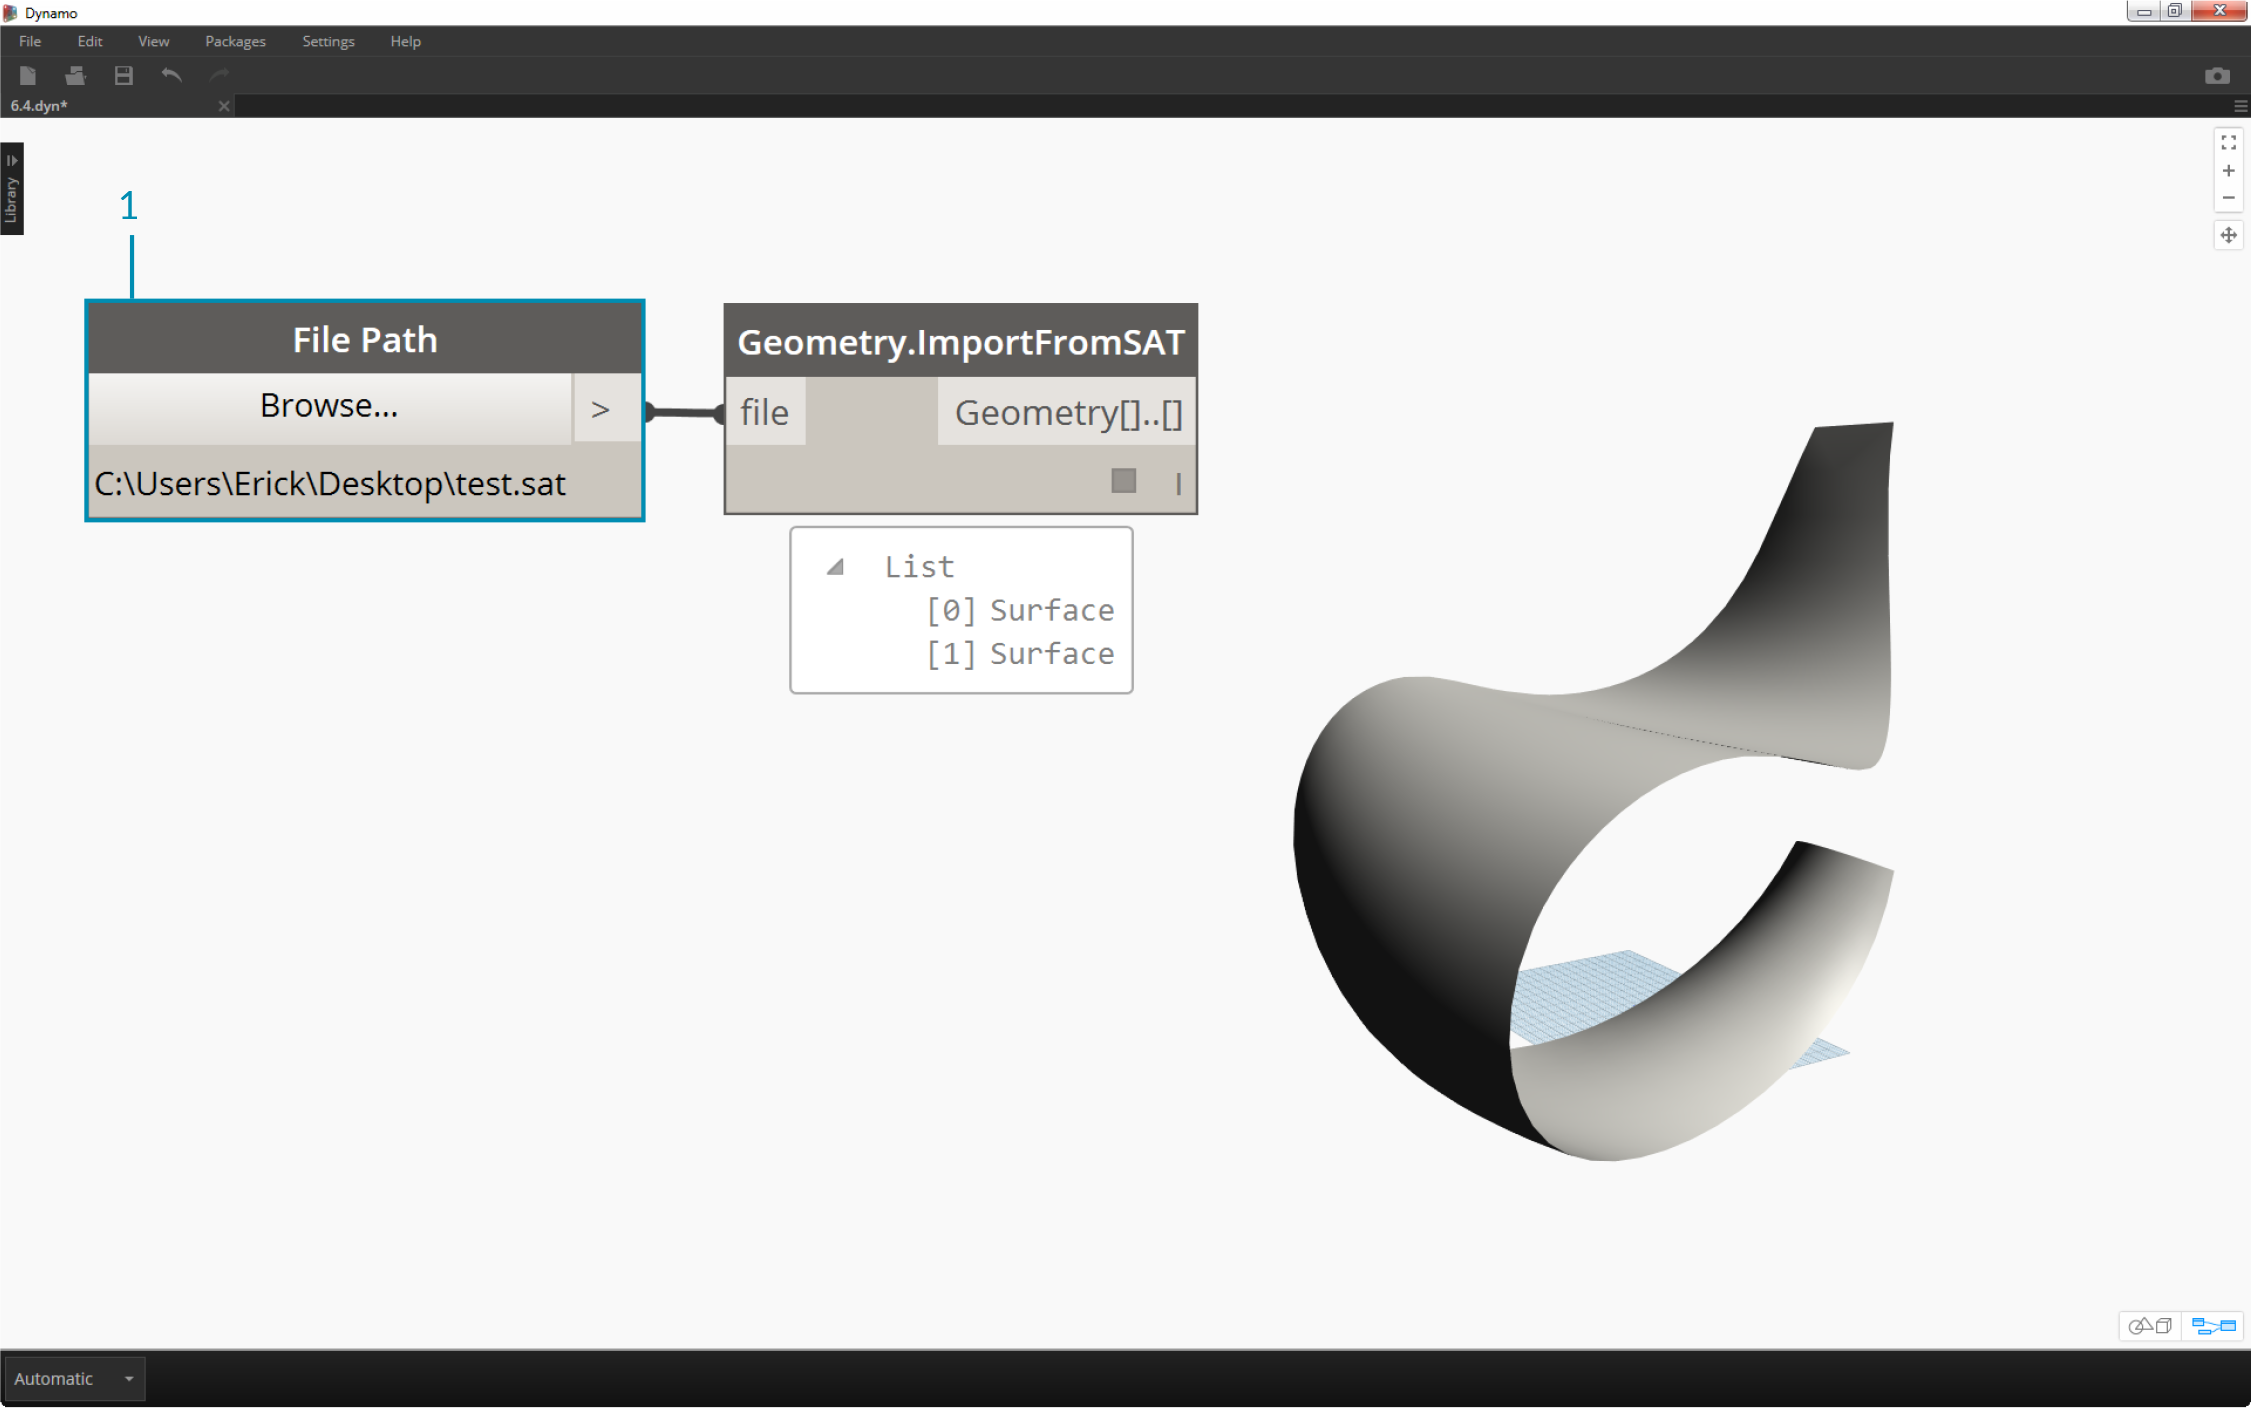 Dynamo
File Edit View Packages Settings Help
6.4.dyn*
Library
1
File Path
Browse...
>
C:\Users\Erick\Desktop\test.sat
Geometry.ImportFromSAT
file
Geometry[]..[]
l
List
[0] Surface
[1] Surface
Automatic